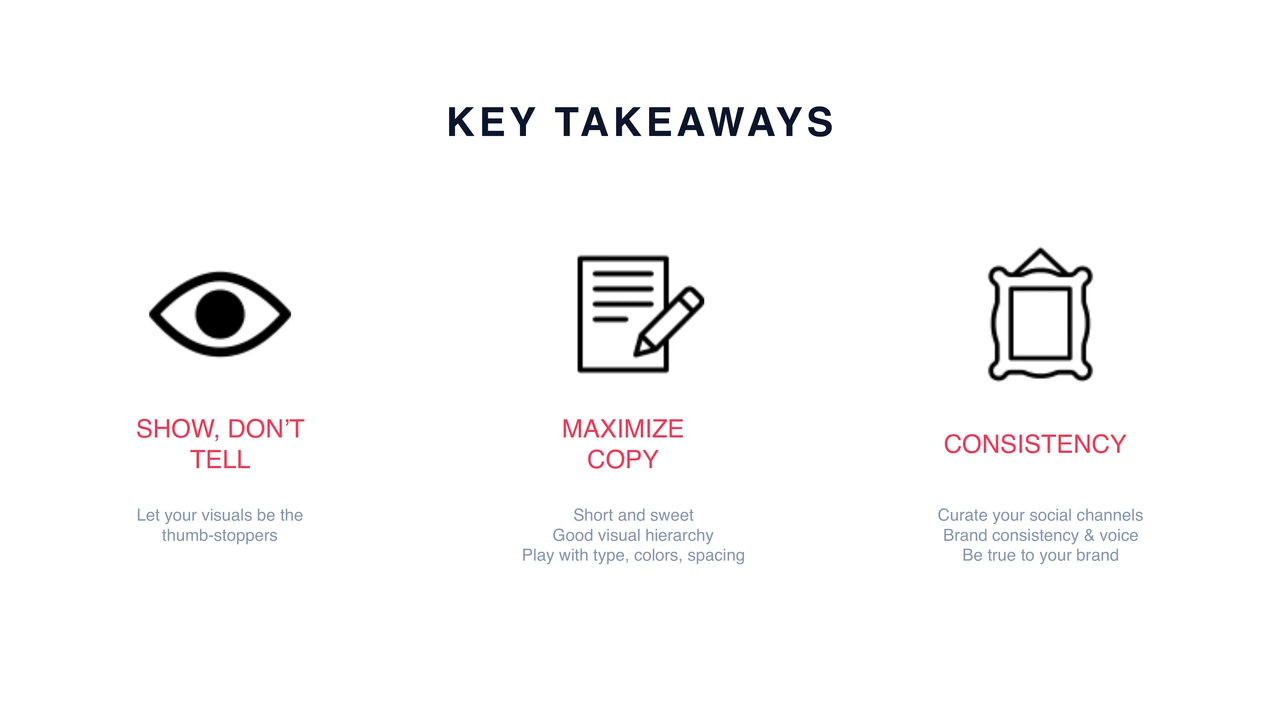 KEY TAKEAWAYS
SHOW, DON’T
TELL
Let your visuals be the
thumb-stoppers
MAXIMIZE
COPY
Short and sweet
Good visual hierarchy
Play with type, colors, spacing
CONSISTENCY
Curate your social channels
Brand consistency & voice
Be true to your brand